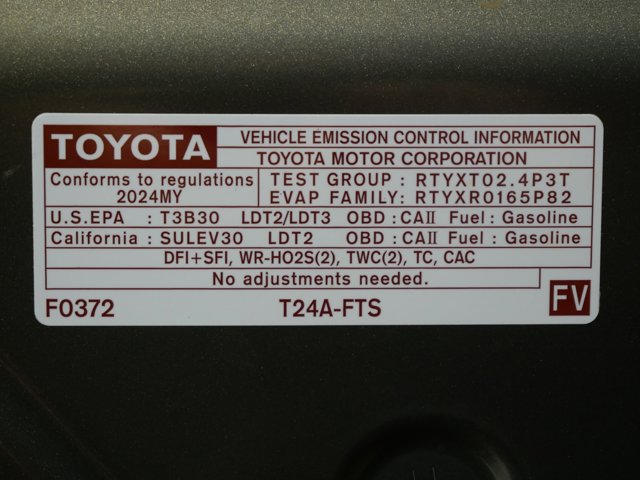 TOYOTA
VEHICLE EMISSION CONTROL INFORMATION
TOYOTA MOTOR CORPORATION
Conforms to regulations
2024MY
TEST GROUP : RTYXT02.4P3T
EVAP FAMILY: RTYXR0165P82
U.S.EPA : T3B30 LDT2/LDT3 OBD : CAII Fuel : Gasoline
California : SULEV30 LDT2 OBD : CAII Fuel : Gasoline
DFI+SFI, WR-HO2S(2), TWC(2), TC, CAC
No adjustments needed.
F0372 T24A-FTS FV